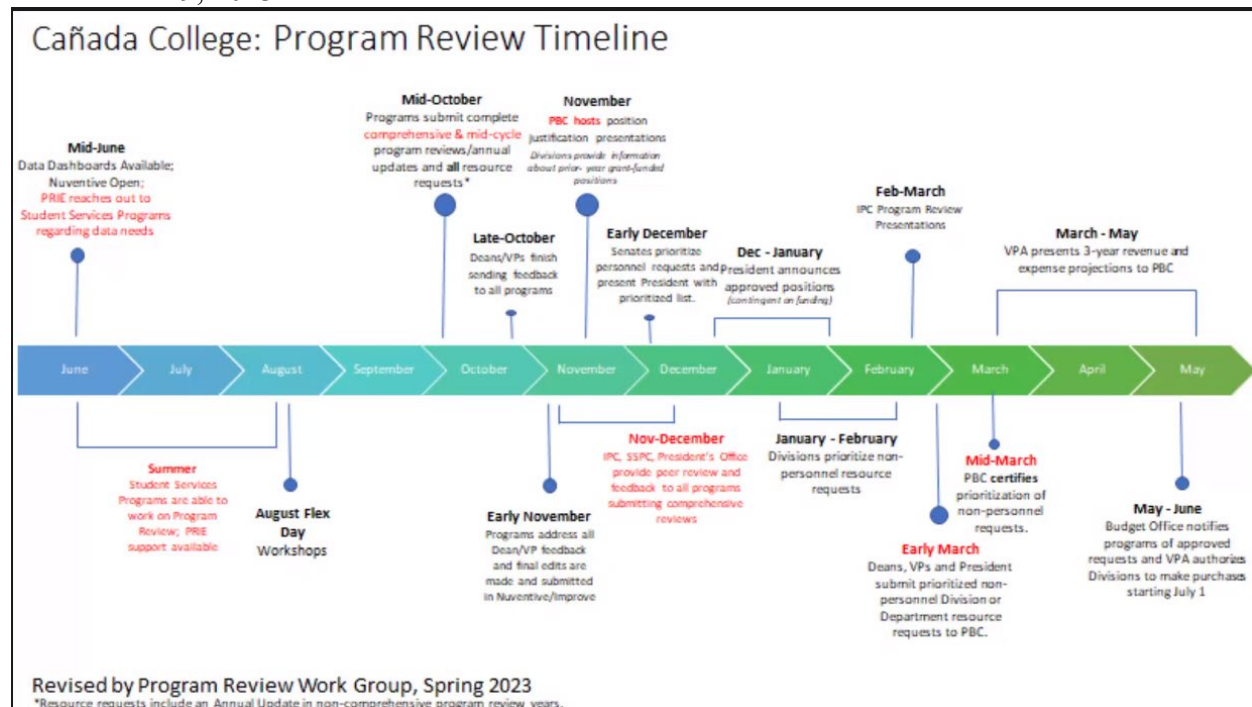 Cañada College: Program Review Timeline
Mid-June
Data Dashboards Available;
Nuventive Open;
PRIE reaches out to
Student Services Programs
regarding data needs
Mid-October
Programs submit complete
comprehensive & mid-cycle
program reviews/annual
updates and all resource
requests*
Late-October
Deans/VPs finish
sending feedback
to all programs
November
PBC hosts position
justification presentations
Divisions provide information
about prior- year grant-funded
positions
Early December
Senates prioritize
personnel requests and
present President with
prioritized list.
Dec - January
President announces
approved positions
(contingent on funding)
Feb-March
IPC Program Review
Presentations
March - May
VPA presents 3-year revenue and
expense projections to PBC
June
July
August
September
October
November
December
January
February
March
April
May
Summer
Student Services
Programs are able to
work on Program
Review; PRIE
support available
August Flex
Day
Workshops
Early November
Programs address all
Dean/VP feedback
and final edits are
made and submitted
in Nuventive/Improve
Nov-December
IPC, SSPC, President's Office
provide peer review and
feedback to all programs
submitting comprehensive
reviews
January - February
Divisions prioritize non-
personnel resource
requests
Early March
Deans, VPs and President
submit prioritized non-
personnel Division or
Department resource
requests to PBC.
Mid-March
PBC certifies
prioritization of
non-personnel
requests.
May - June
Budget Office notifies
programs of approved
requests and VPA authorizes
Divisions to make purchases
starting July 1
Revised by Program Review Work Group, Spring 2023
*Resource requests include an Annual Update in non-comprehensive program review years.